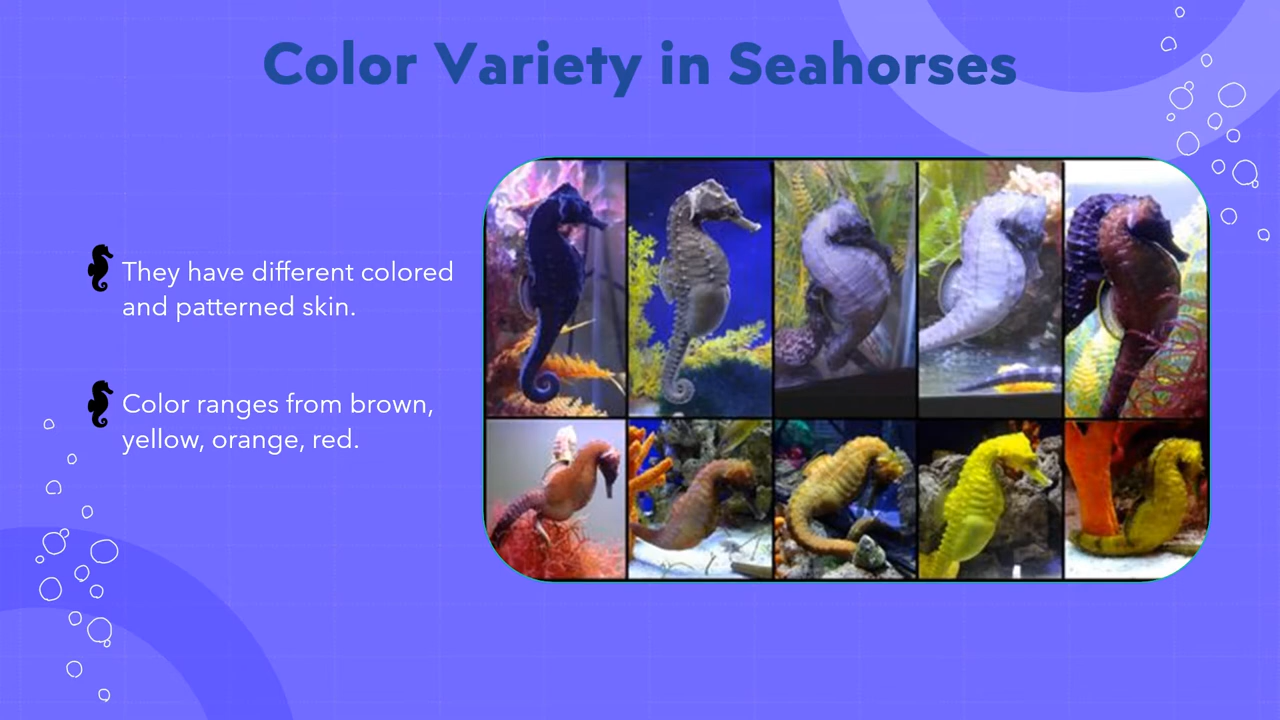 Color Variety in Seahorses
They have different colored
and patterned skin.
Color ranges from brown,
yellow, orange, red.